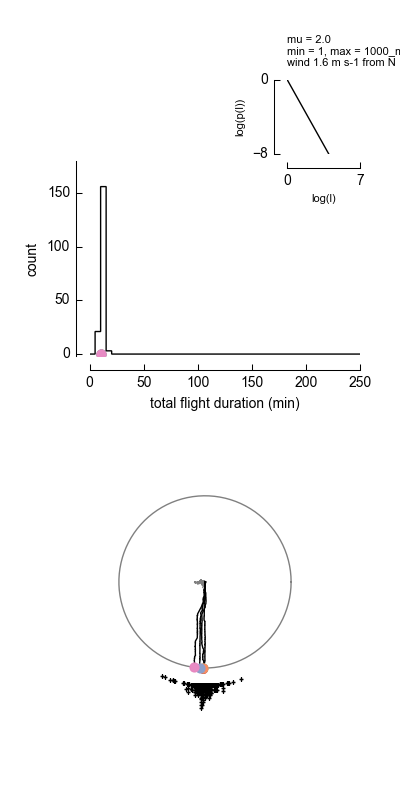 mu = 2.0
min = 1, max = 1000_m
wind 1.6 m s-1 from N
0
log(p(l))
−8
0 7
log(l)
150
100
count
50
0
0 50 100 150 200 250
total flight duration (min)